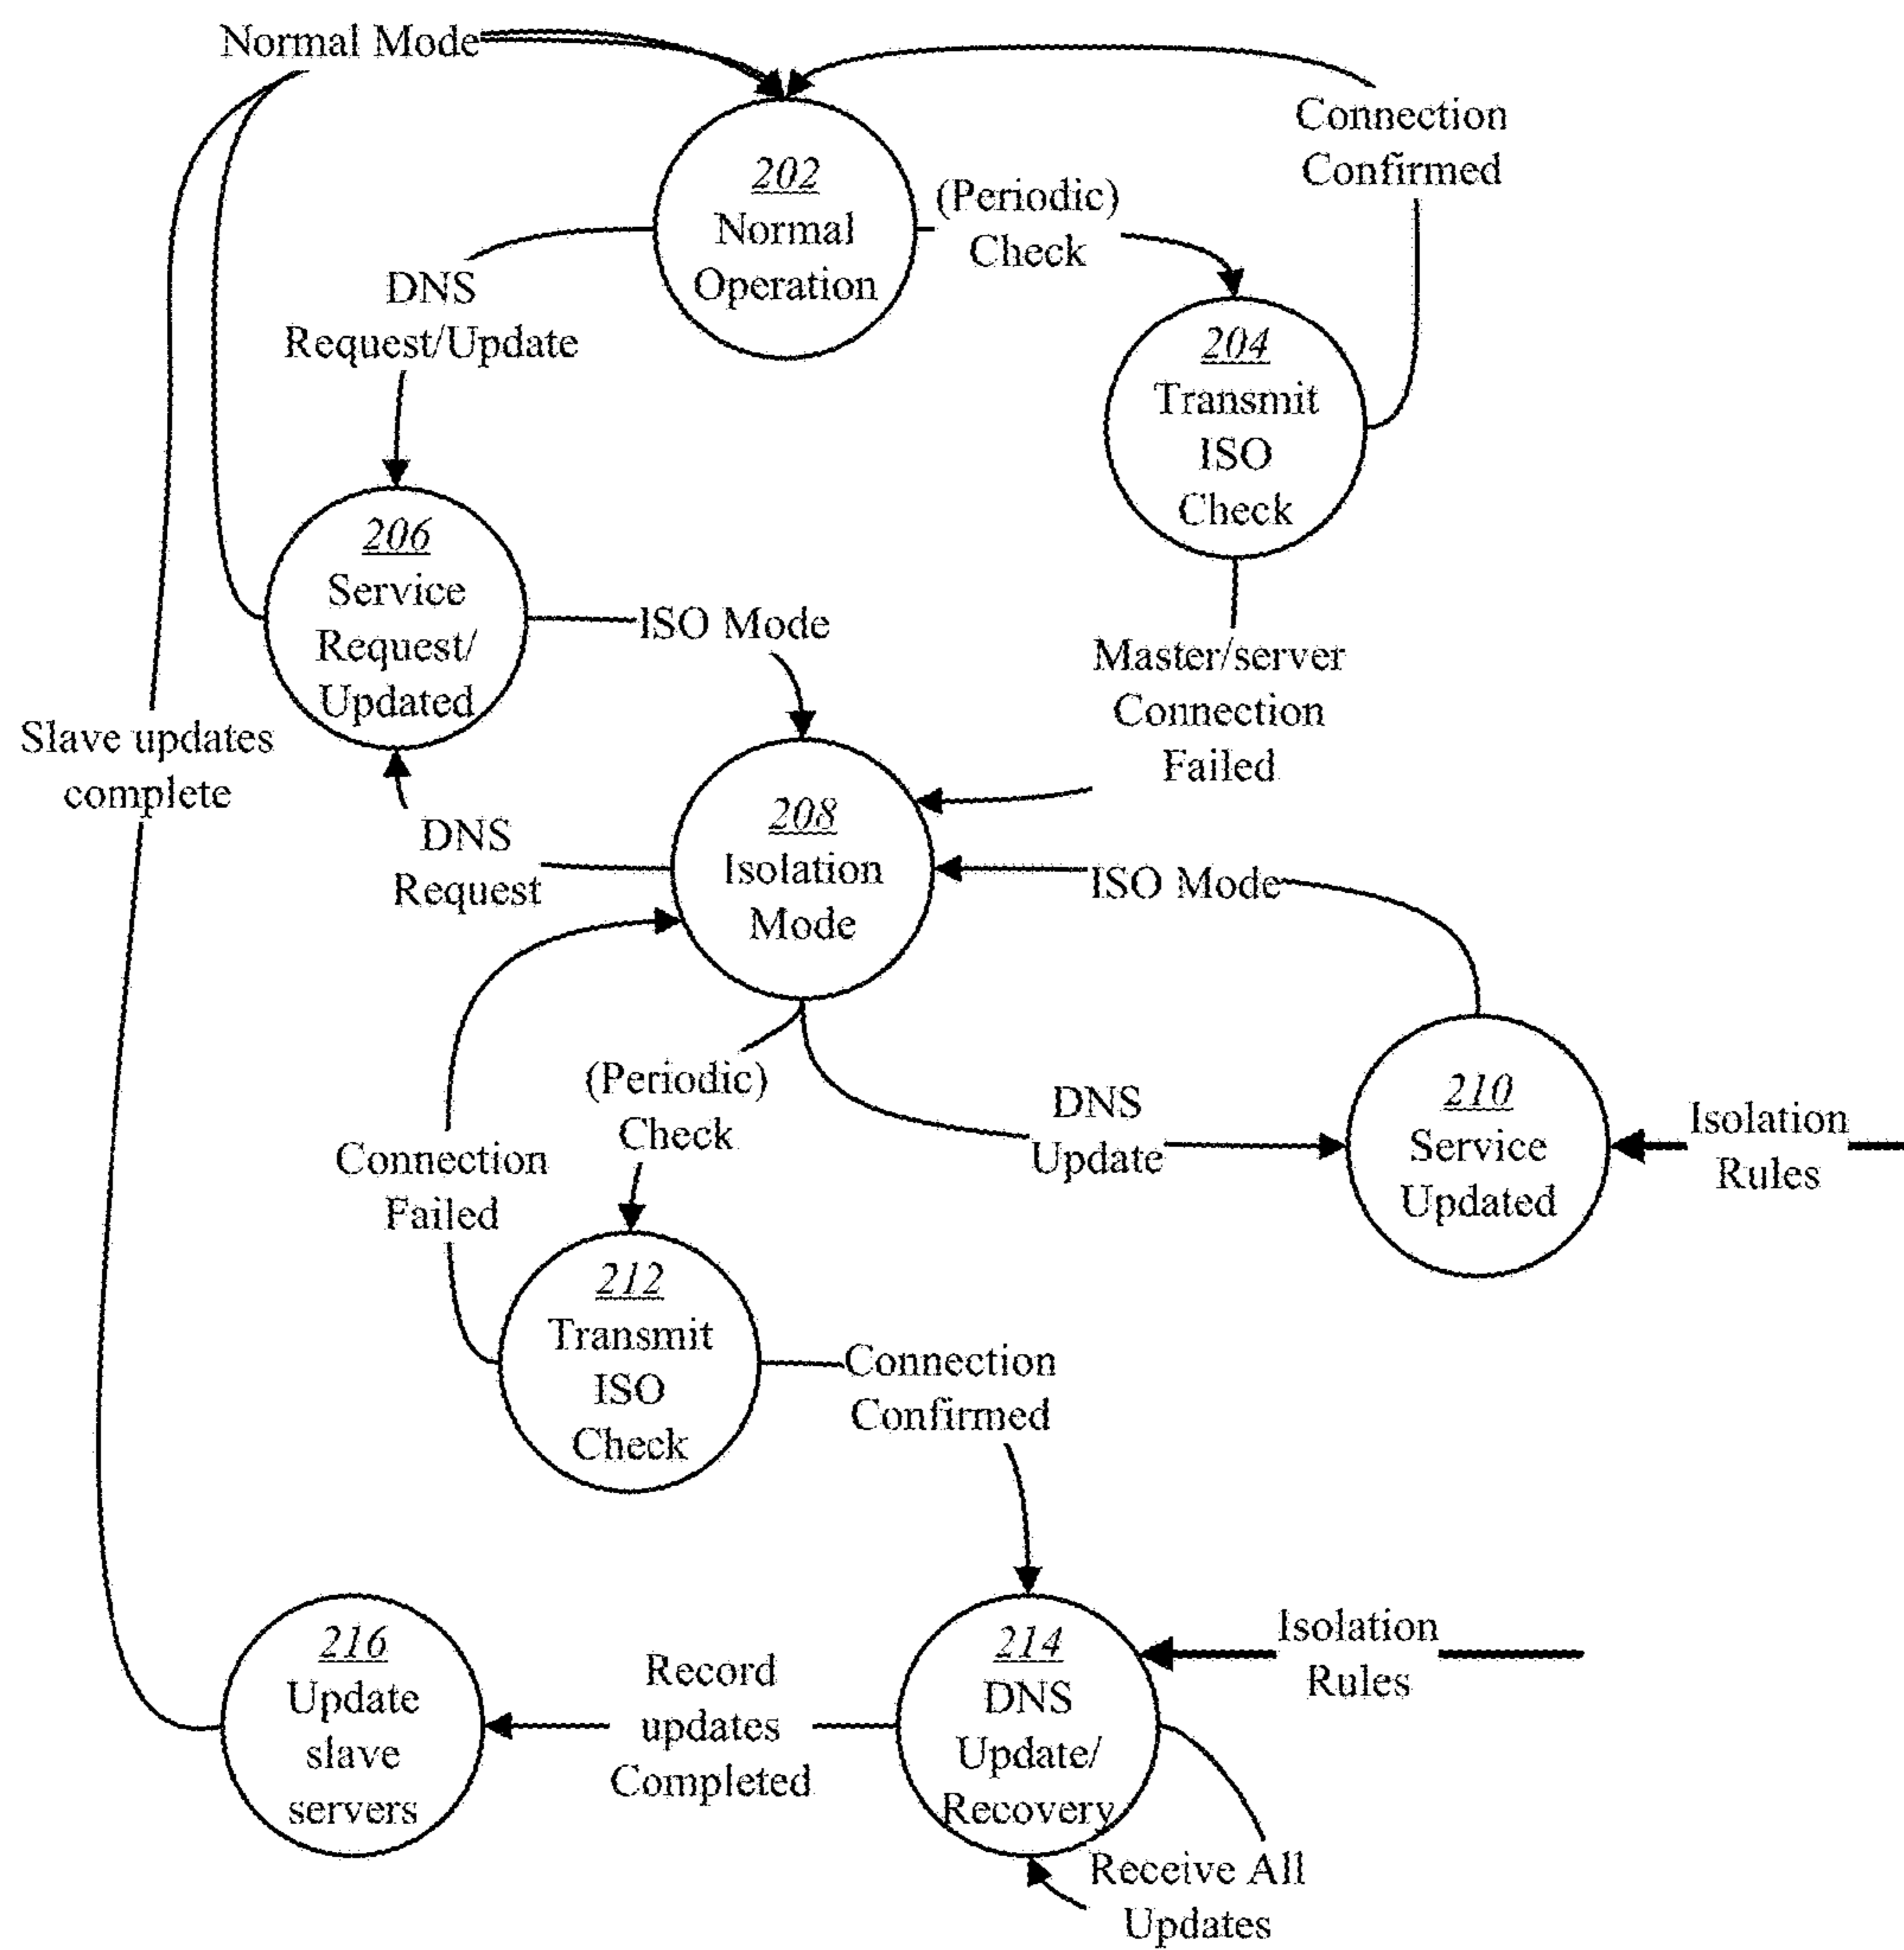 Normal Mode
Connection
Confirmed
202
Normal
Operation
(Periodic)
Check
DNS
Request/Update
204
Transmit
ISO
Check
206
Service
Request/
Updated
ISO Mode
Master/server
Connection
Failed
Slave updates
complete
DNS
Request
208
Isolation
Mode
ISO Mode
(Periodic)
Check
DNS
Update
210
Service
Updated
Isolation
Rules
Connection
Failed
212
Transmit
ISO
Check
Connection
Confirmed
216
Update
slave
servers
Record
updates
Completed
214
DNS
Update/
Recovery
Isolation
Rules
Receive All
Updates